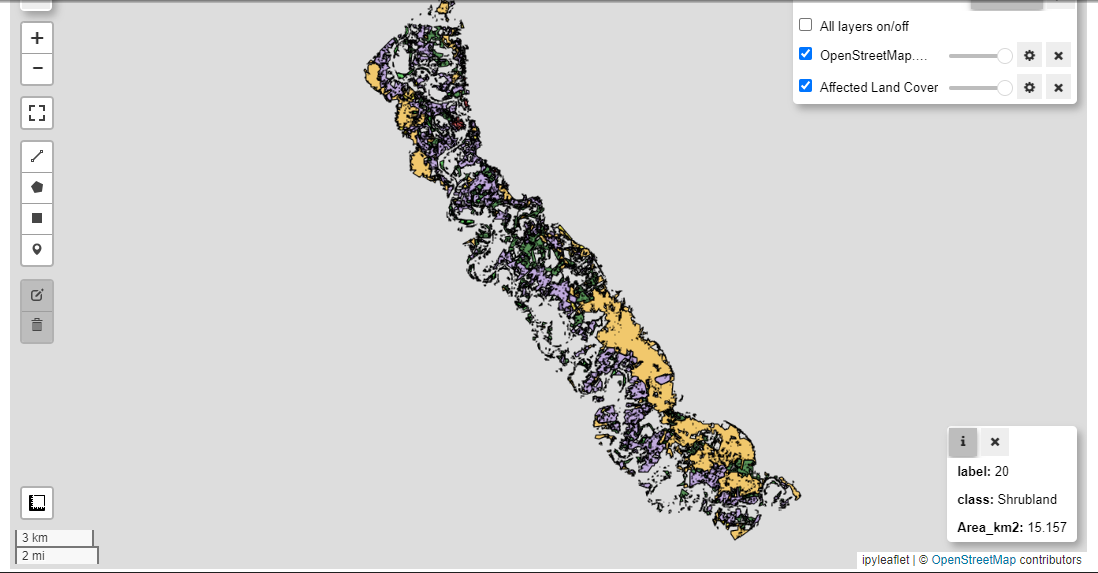 +
All layers on/off
−
OpenStreetMap....
Affected Land Cover
label: 20
class: Shrubland
Area_km2: 15.157
3 km
2 mi
ipyleaflet | © OpenStreetMap contributors